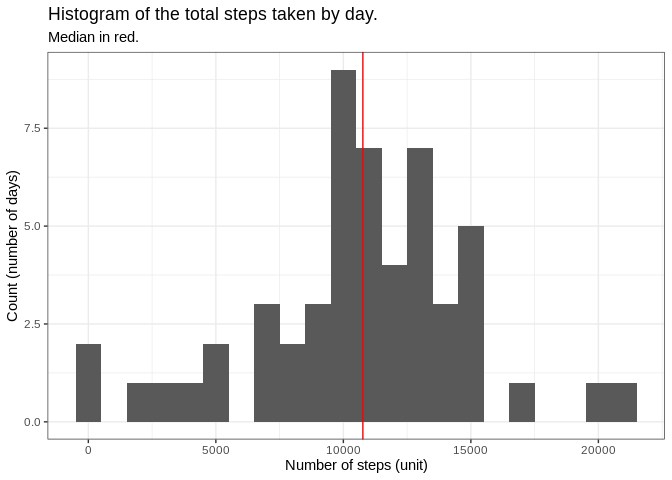 Histogram of the total steps taken by day.
Median in red.
Count (number of days)
7.5
5.0
2.5
0.0
0 5000 10000 15000 20000
Number of steps (unit)